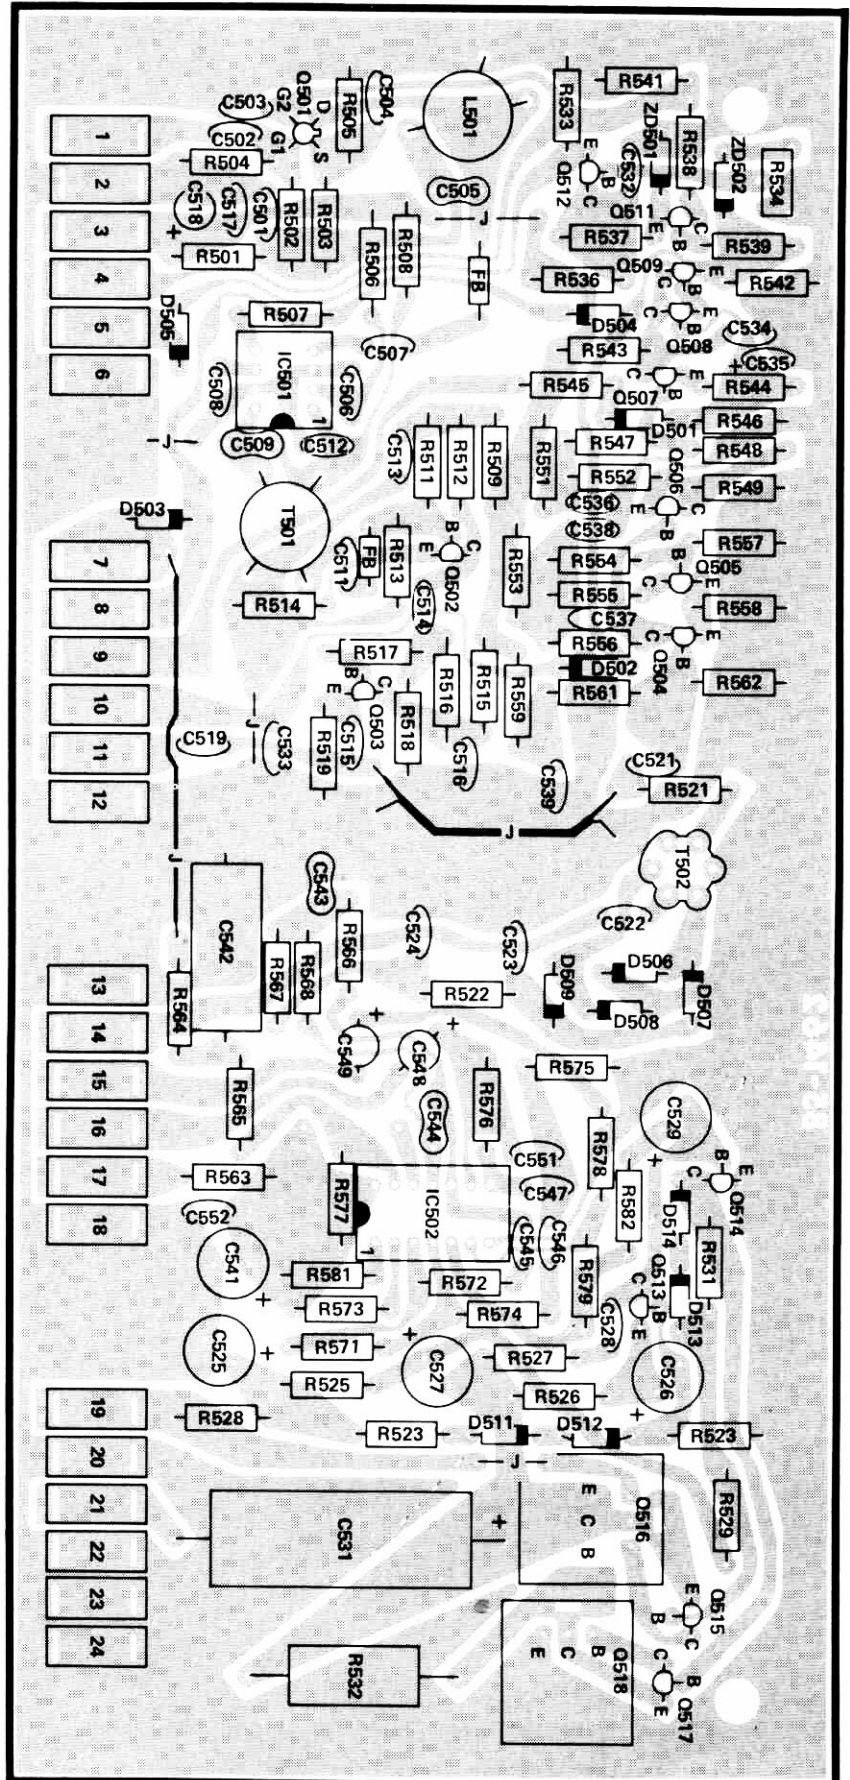 R541
C504
D
Q501
G2
C503
R505
L501
R533
ZD501
R538
ZD502
R534
1
C502
G1
S
E
R504
B
C532
Q512
C
2
C505
C518
C517
C501
R502
R503
J
Q511
C
E
B
3
+
R506
R508
R537
R539
R501
Q509
E
4
FB
R536
C
B
R542
D505
R507
D504
C
E
B
5
C534
C507
R543
Q508
+
C535
6
IC501
C508
C506
R545
C
E
B
R544
1
Q507
D501
R546
J
C509
C512
C513
R511
R512
R509
R551
R547
R548
R552
Q506
R549
D503
T501
C536
E
C
B
C538
R557
7
C511
FB
R513
B
C
E
Q502
R553
R554
B
Q505
C
E
8
R514
C514
R555
R558
C537
9
R517
R556
C
E
B
B
C
E
R516
R515
R559
D502
Q504
R562
10
R561
J
Q503
R518
11
C519
C533
R519
C515
C516
C539
C521
R521
12
J
J
T502
C543
C542
C524
C523
C522
R566
13
R564
R567
R568
R522
D509
D506
D507
14
+
+
D508
C549
C548
15
R565
R576
R575
16
C544
C529
R578
+
B
E
C
17
R563
R577
IC502
C551
C547
R582
Q514
18
C552
1
D514
C541
C545
C546
R531
R581
R572
R579
C
Q513
B
E
D513
+
R573
R574
C528
+
C525
+
R571
C527
R527
C526
R525
R526
19
R528
D511
D512
+
R523
R523
20
J
E
C
B
Q516
R529
21
C531
+
22
23
E
Q515
B
C
E
C
B
Q518
24
R532
C
B
E
Q517